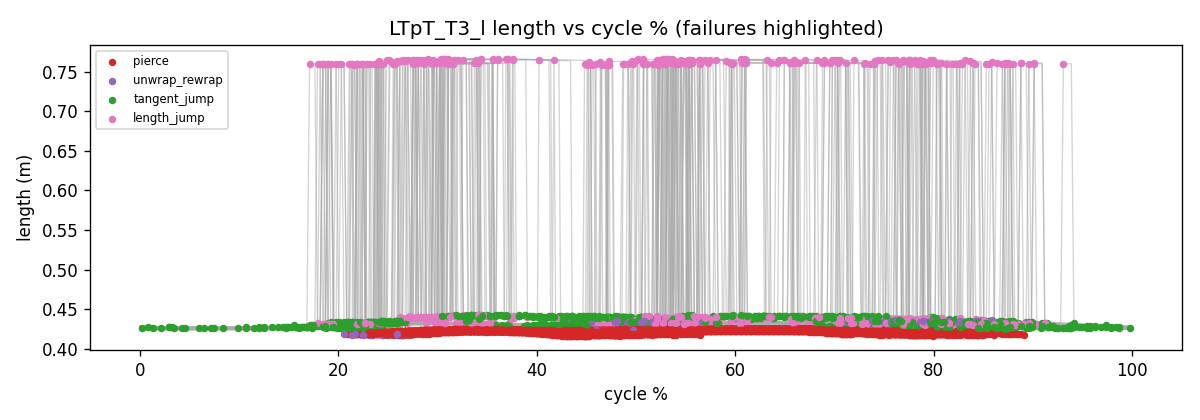 LTpT_T3_l length vs cycle % (failures highlighted)
pierce
unwrap_rewrap
tangent_jump
length_jump
length (m)
0.75
0.70
0.65
0.60
0.55
0.50
0.45
0.40
0 20 40 60 80 100
cycle %